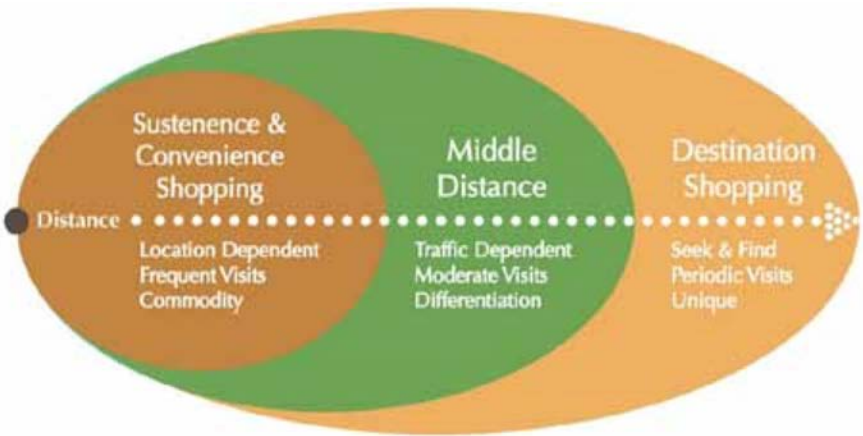 Sustenence &
Convenience
Shopping
Middle
Distance
Destination
Shopping
Distance
Location Dependent
Frequent Visits
Commodity
Traffic Dependent
Moderate Visits
Differentiation
Seek & Find
Periodic Visits
Unique